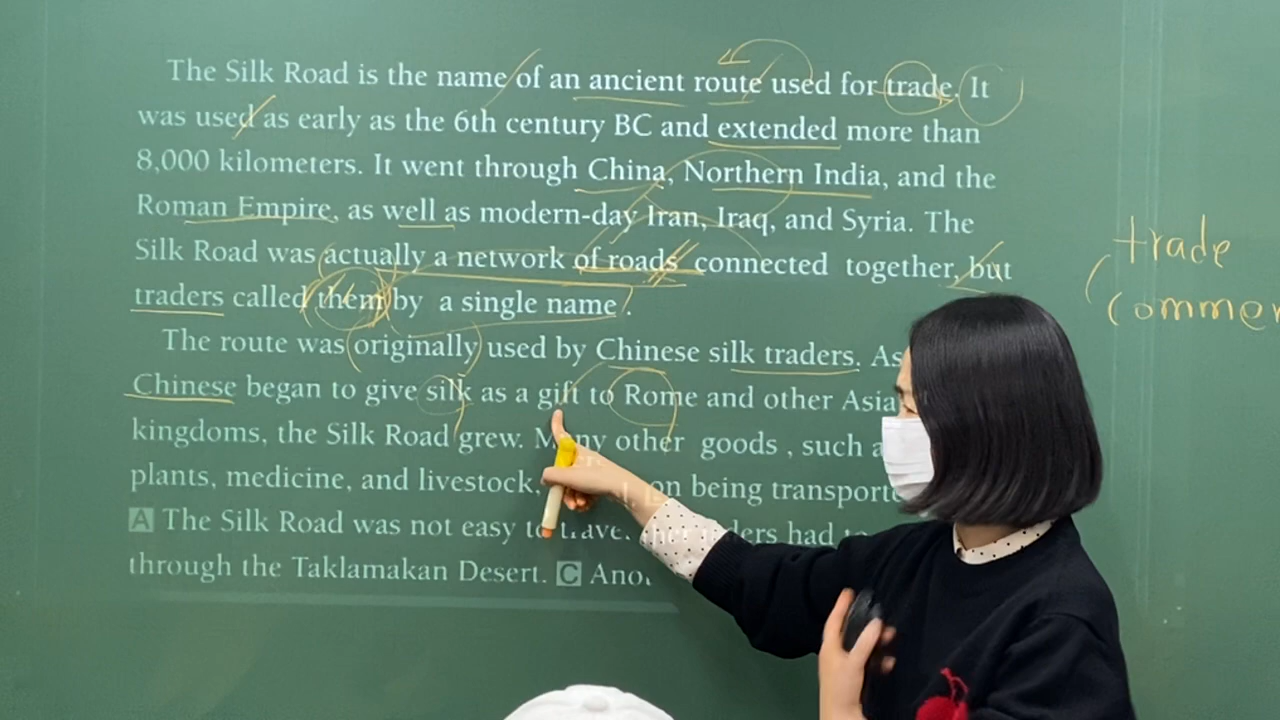 The Silk Road is the name of an ancient route used for trade. It
was used as early as the 6th century BC and extended more than
8,000 kilometers. It went through China, Northern India, and the
Roman Empire, as well as modern-day Iran, Iraq, and Syria. The
Silk Road was actually a network of roads connected together, but
traders called them by a single name.
The route was originally used by Chinese silk traders. As
Chinese began to give silk as a gift to Rome and other Asia
kingdoms, the Silk Road grew. Many other goods, such a
plants, medicine, and livestock, on being transporte
A The Silk Road was not easy to had
through the Taklamakan Desert. C
trade
commer